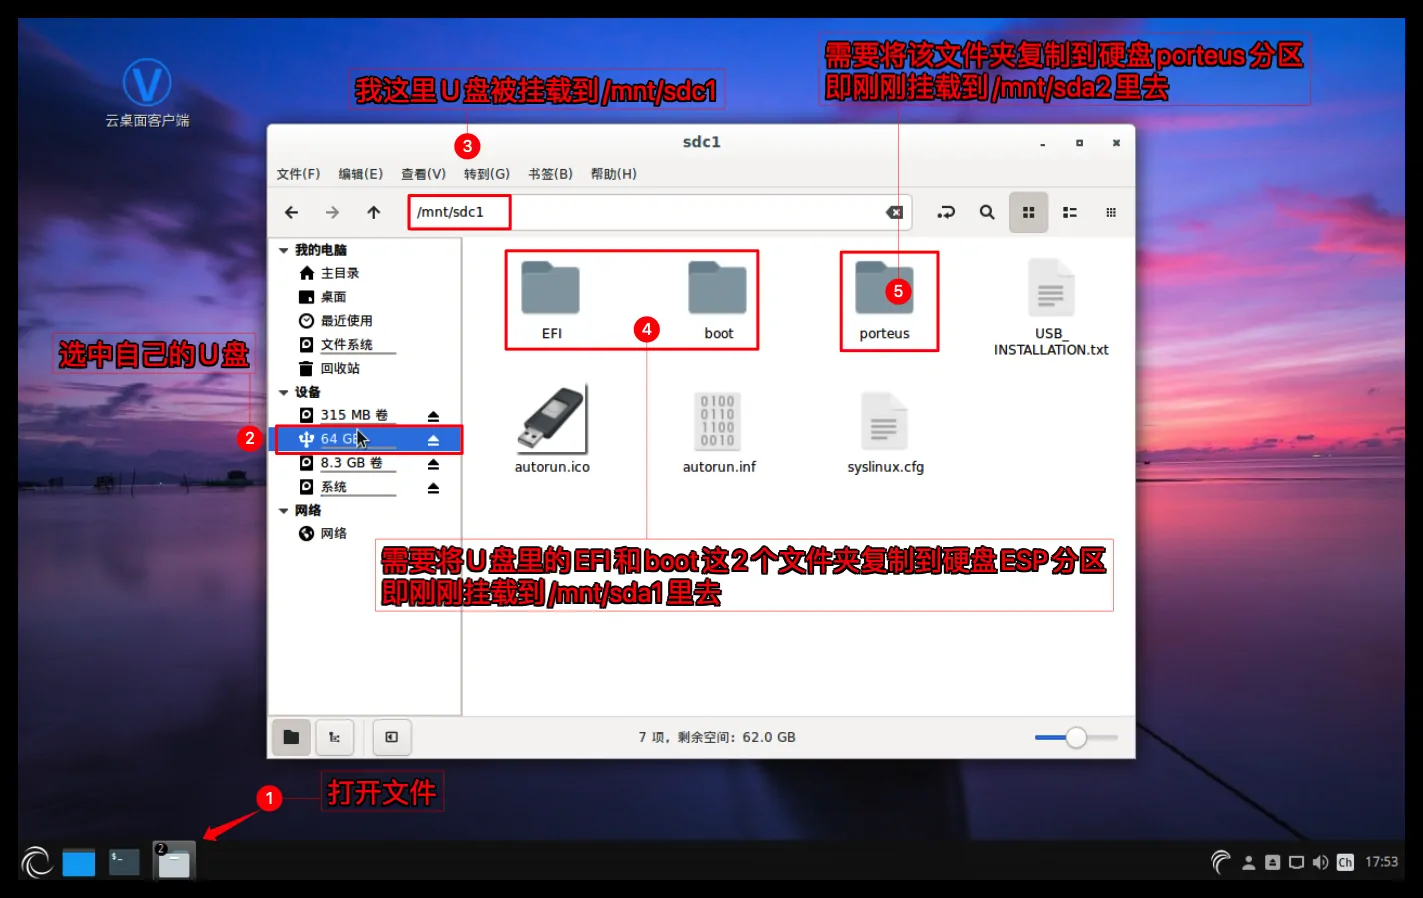 云桌面客户端
我这里U盘被挂载到/mnt/sdc1
需要将该文件夹复制到硬盘porteus分区
即刚刚挂载到/mnt/sda2里去
3
sdc1
文件(F) 编辑(E) 查看(V) 转到(G) 书签(B) 帮助(H)
/mnt/sdc1
我的电脑
主目录
桌面
最近使用
文件系统
回收站
选中自己的U盘
设备
315 MB 卷
2
64 GB
8.3 GB 卷
系统
网络
网络
EFI
4
boot
5
porteus
USB_
INSTALLATION.txt
autorun.ico
0100
0110
1100
0010
autorun.inf
syslinux.cfg
需要将U盘里的EFI和boot这2个文件夹复制到硬盘ESP分区
即刚刚挂载到/mnt/sda1里去
7 项，剩余空间：62.0 GB
1
打开文件
$-
2
Ch
17:53